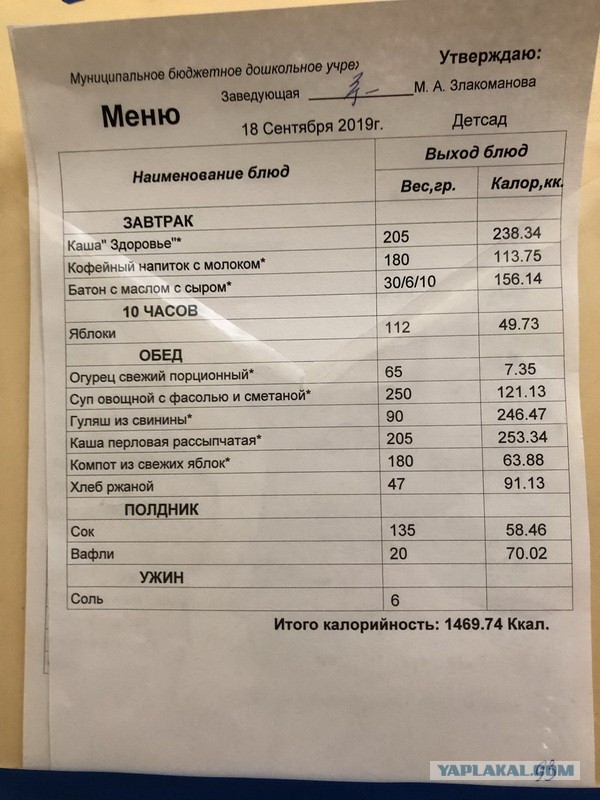 Утверждаю:
Муниципальное бюджетное дошкольное учре
Заведующая М. А. Злакоманова
Меню
18 Сентября 2019г. Детсад
Наименование блюд Выход блюд
Вес,гр. Калор,кк.
ЗАВТРАК
Каша" Здоровье"* 205 238.34
Кофейный напиток с молоком* 180 113.75
Батон с маслом с сыром* 30/6/10 156.14
10 ЧАСОВ
Яблоки 112 49.73
ОБЕД
Огурец свежий порционный* 65 7.35
Суп овощной с фасолью и сметаной* 250 121.13
Гуляш из свинины* 90 246.47
Каша перловая рассыпчатая* 205 253.34
Компот из свежих яблок* 180 63.88
Хлеб ржаной 47 91.13
ПОЛДНИК
Сок 135 58.46
Вафли 20 70.02
УЖИН
Соль 6
Итого калорийность: 1469.74 Ккал.
YAPLAKAL.COM